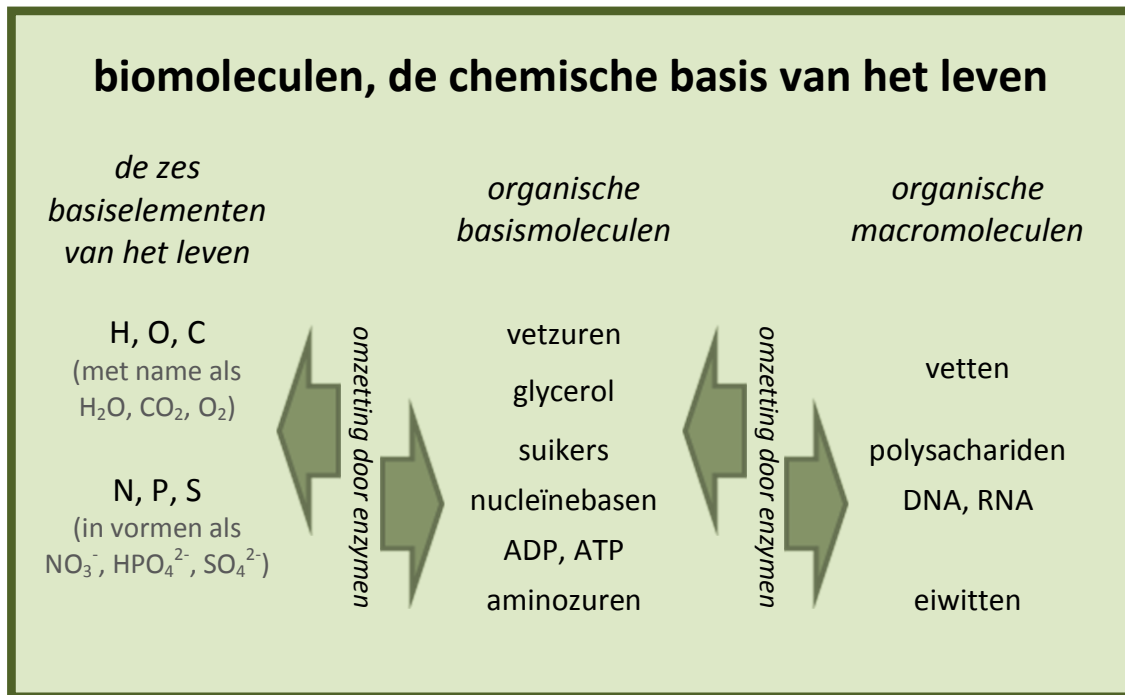 biomoleculen, de chemische basis van het leven
de zes
basiselementen
van het leven
H, O, C
(met name als
H₂O, CO₂, O₂)
N, P, S
(in vormen als
NO₃⁻, HPO₄²⁻, SO₄²⁻)
omzetting door enzymen
organische
basismoleculen
vetzuren
glycerol
suikers
nucleïnebasen
ADP, ATP
aminozuren
omzetting door enzymen
organische
macromoleculen
vetten
polysachariden
DNA, RNA
eiwitten